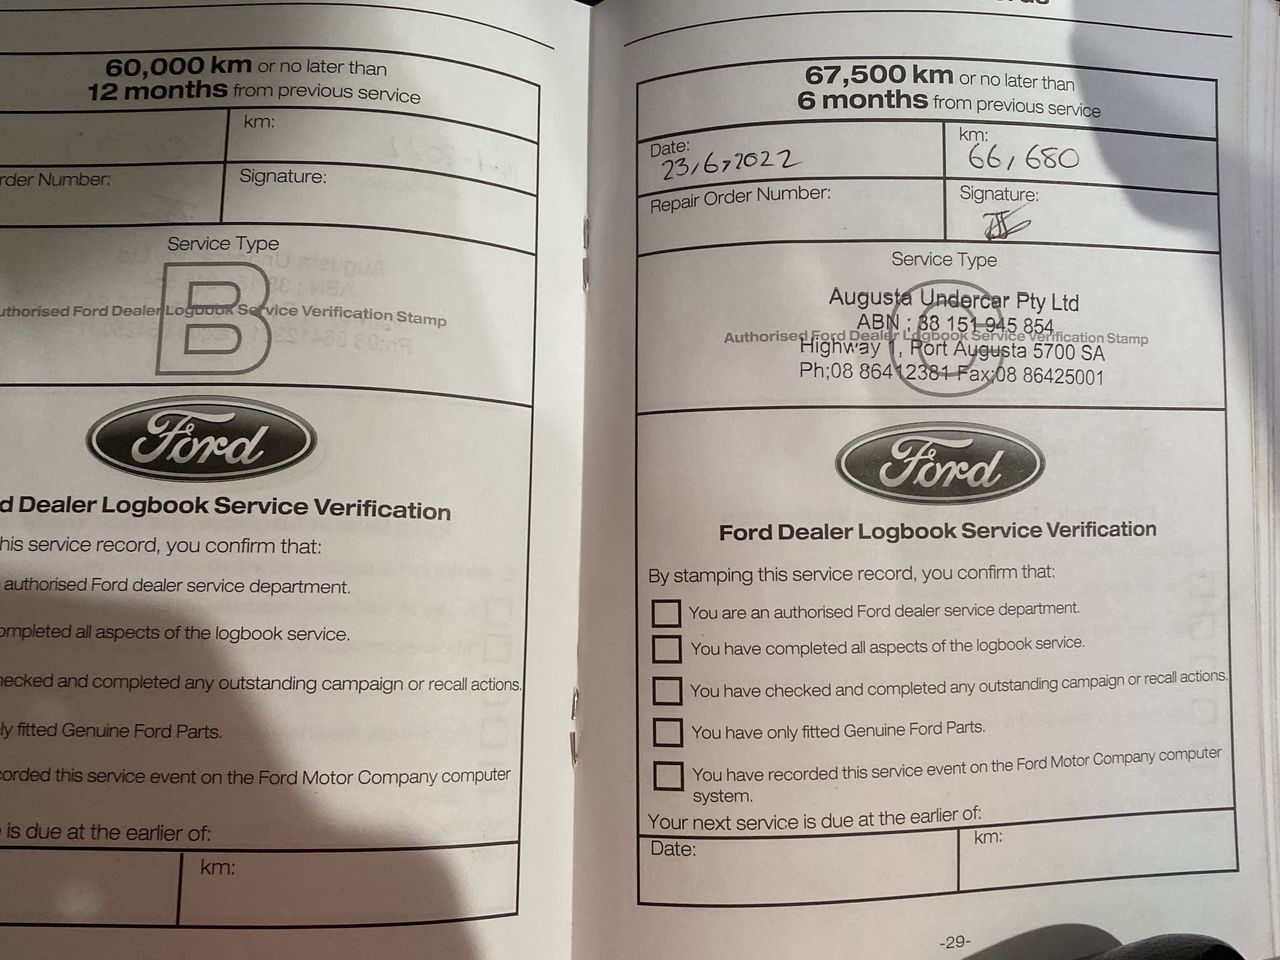 60,000 km or no later than
12 months from previous service
km:
rder Number:
Signature:
Service Type
B
uthorised Ford Dealer Logbook Service Verification Stamp
Ford
d Dealer Logbook Service Verification
his service record, you confirm that:
authorised Ford dealer service department.
ompleted all aspects of the logbook service.
hecked and completed any outstanding campaign or recall actions.
ly fitted Genuine Ford Parts.
corded this service event on the Ford Motor Company computer
is due at the earlier of:
km:
67,500 km or no later than
6 months from previous service
Date:
23/6/2022
km:
66,680
Repair Order Number:
Signature:
Service Type
C
Augusta Undercar Pty Ltd
ABN : 38 151 945 854
Authorised Ford Dealer Logbook Service Verification Stamp
Highway 1, Port Augusta 5700 SA
Ph;08 86412381 Fax;08 86425001
Ford
Ford Dealer Logbook Service Verification
By stamping this service record, you confirm that:
You are an authorised Ford dealer service department.
You have completed all aspects of the logbook service.
You have checked and completed any outstanding campaign or recall actions.
You have only fitted Genuine Ford Parts.
You have recorded this service event on the Ford Motor Company computer
system.
Your next service is due at the earlier of:
Date:
km:
-29-